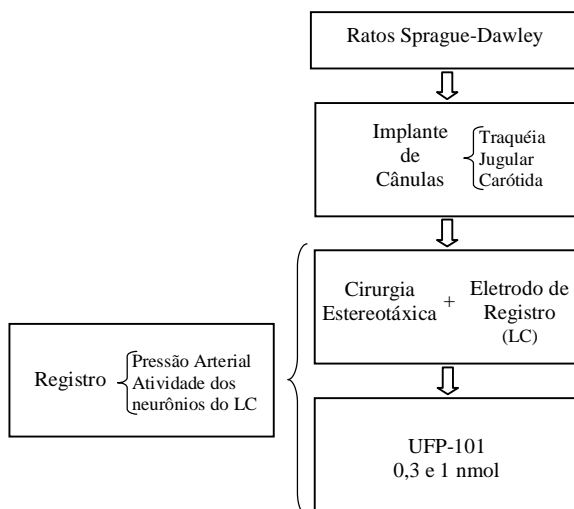 Ratos Sprague-Dawley
Implante
de
Cânulas
Traquéia
Jugular
Carótida
Cirurgia
Estereotáxica
+
Eletrodo de
Registro
(LC)
Registro
Pressão Arterial
Atividade dos
neurônios do LC
UFP-101
0,3 e 1 nmol